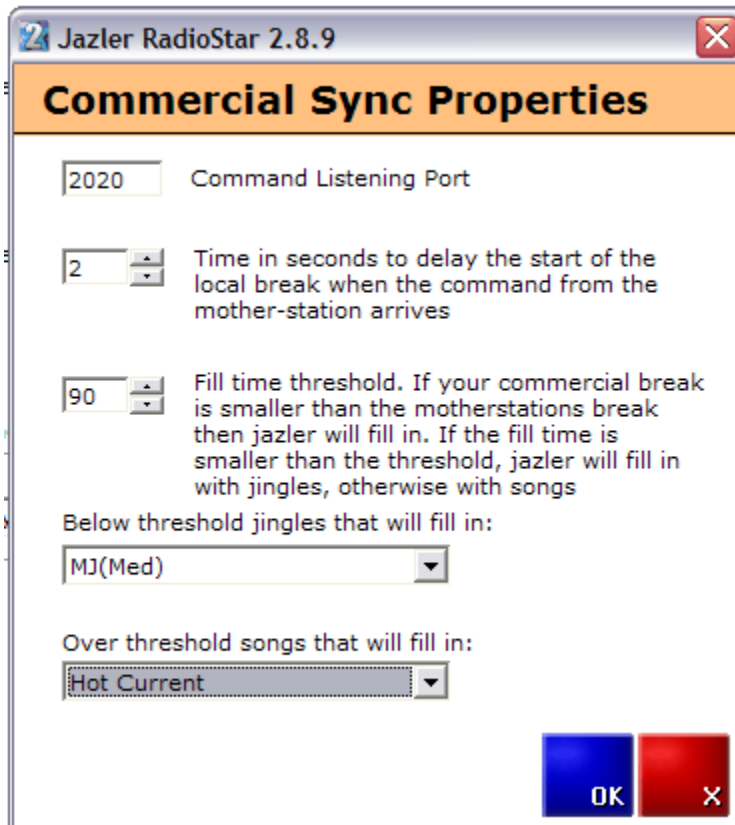 Jazler RadioStar 2.8.9
Commercial Sync Properties
2020 Command Listening Port
2 Time in seconds to delay the start of the
local break when the command from the
mother-station arrives
90 Fill time threshold. If your commercial break
is smaller than the motherstations break
then jazler will fill in. If the fill time is
smaller than the threshold, jazler will fill in
with jingles, otherwise with songs
Below threshold jingles that will fill in:
MJ(Med)
Over threshold songs that will fill in:
Hot Current
OK X